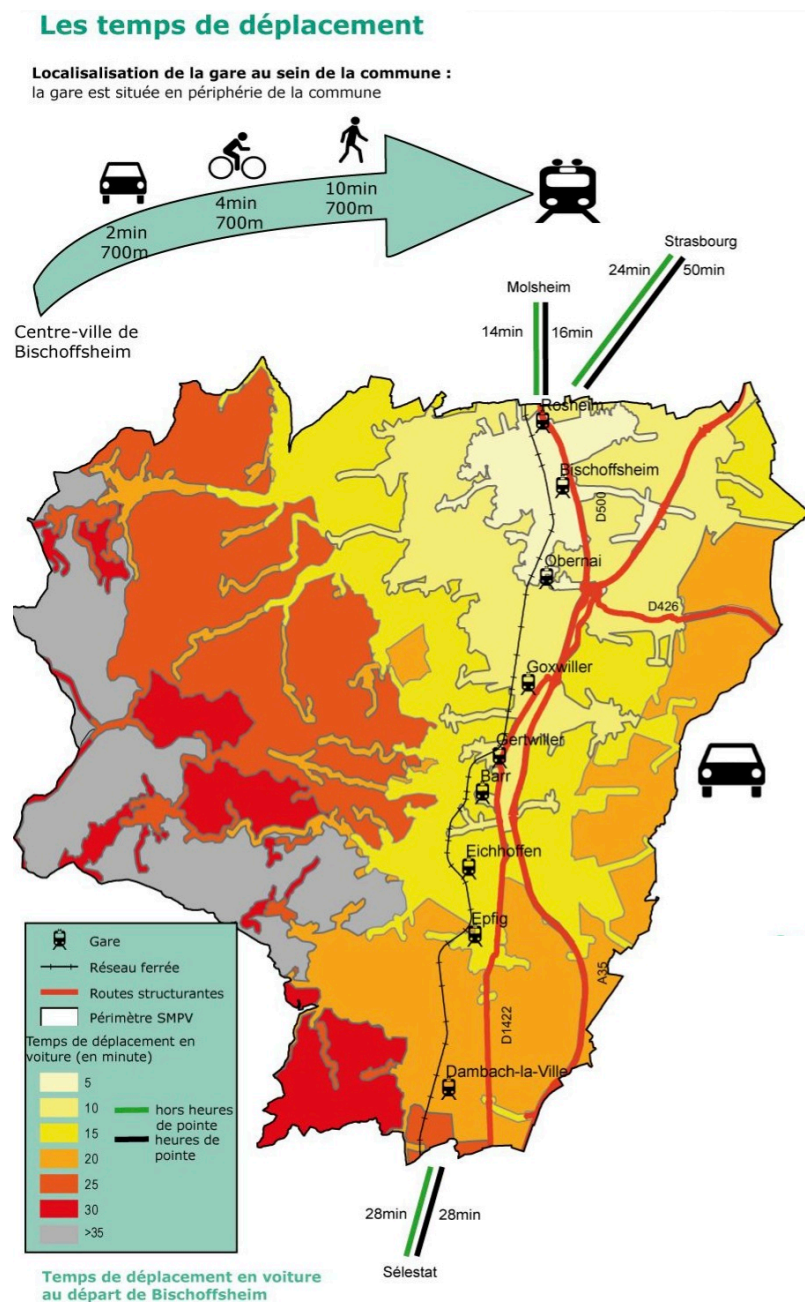 Les temps de déplacement
Localisalisation de la gare au sein de la commune :
la gare est située en périphérie de la commune
2min
700m
4min
700m
10min
700m
Centre-ville de
Bischoffsheim
Strasbourg
24min
50min
Molsheim
14min
16min
Rosheim
Bischoffsheim
D500
Obernai
D426
Goxwiller
Gertwiller
Barr
Eichhoffen
Epfig
A35
D1422
Dambach-la-Ville
Gare
Réseau ferrée
Routes structurantes
Périmètre SMPV
Temps de déplacement en
voiture (en minute)
5
10
15
20
25
30
>35
hors heures
de pointe
heures de
pointe
28min
28min
Sélestat
Temps de déplacement en voiture
au départ de Bischoffsheim